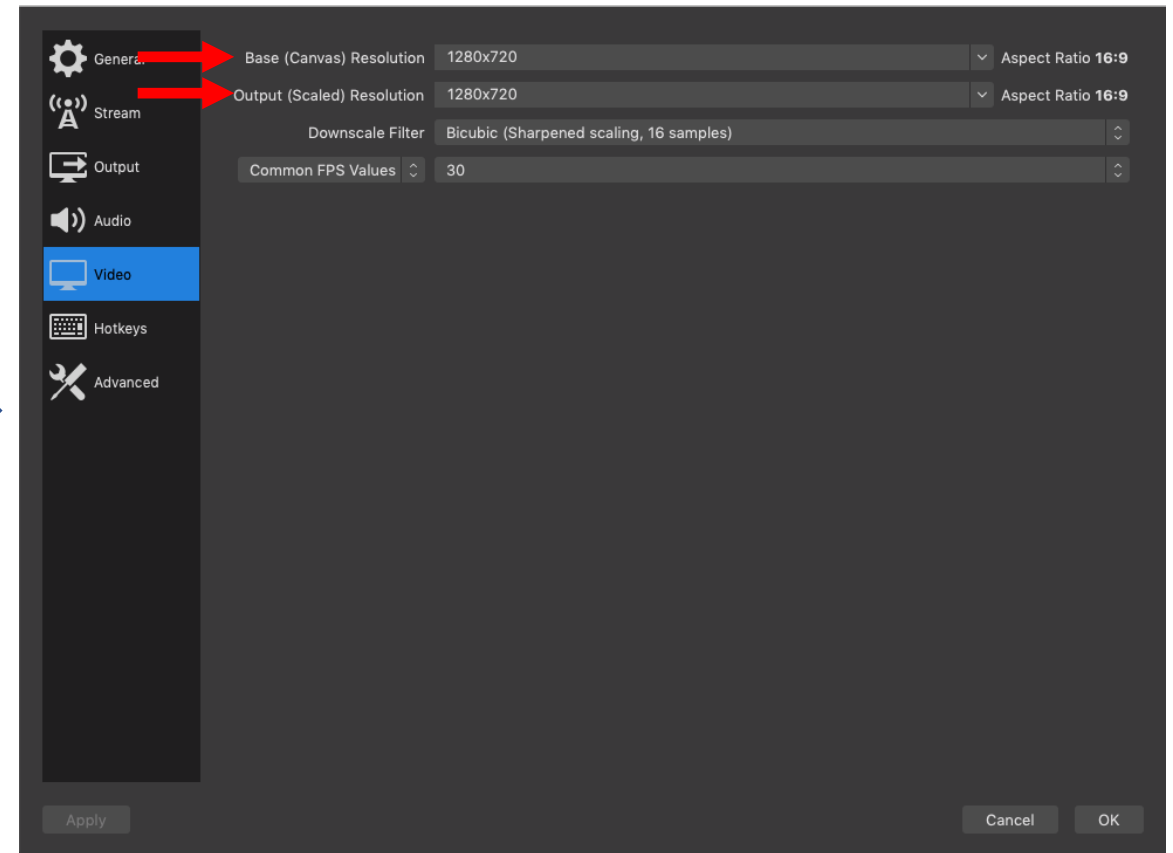 General
Stream
Output
Audio
Video
Hotkeys
Advanced
Base (Canvas) Resolution 1280x720 Aspect Ratio 16:9
Output (Scaled) Resolution 1280x720 Aspect Ratio 16:9
Downscale Filter Bicubic (Sharpened scaling, 16 samples)
Common FPS Values 30
Apply Cancel OK